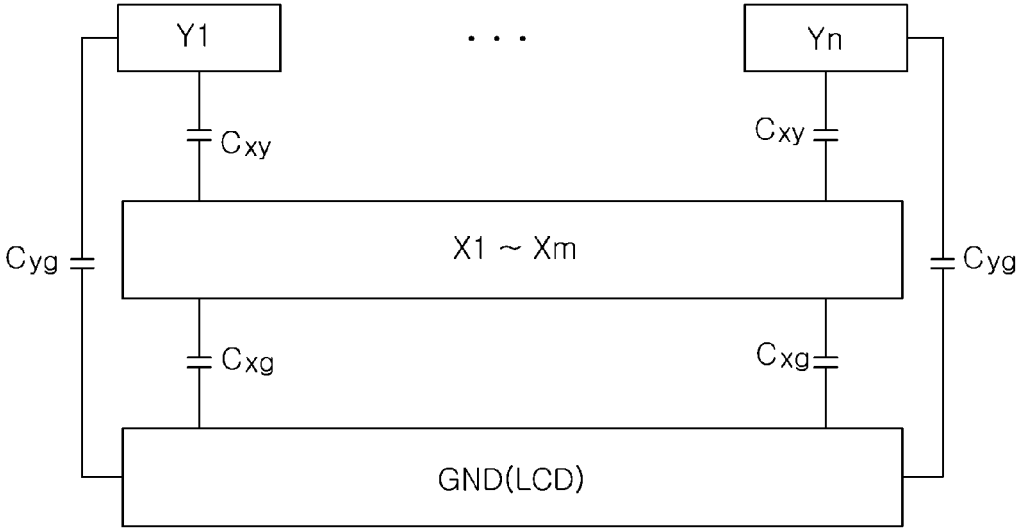 Y1
. . .
Yn
Cxy
Cxy
X1 ~ Xm
Cyg
Cyg
Cxg
Cxg
GND(LCD)